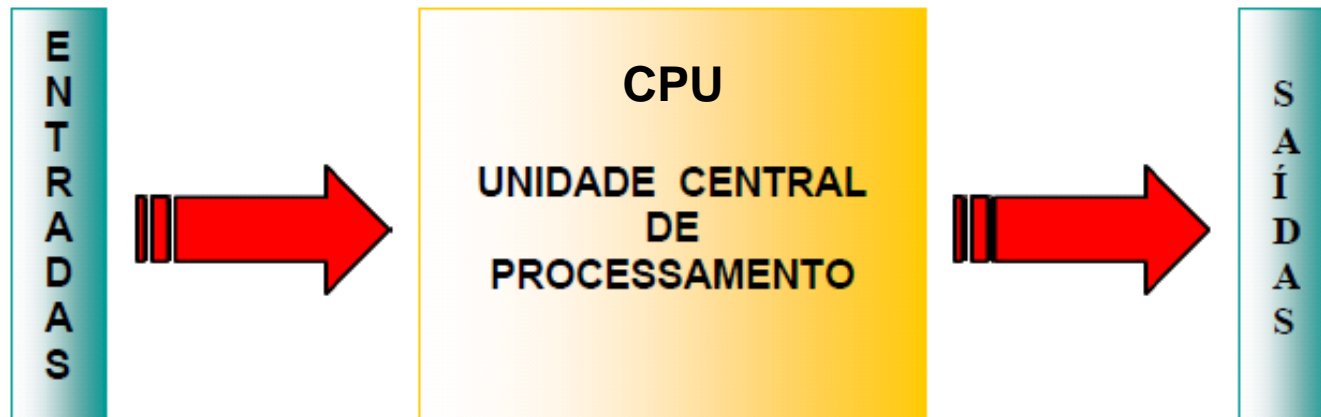 ENTRADAS
CPU
UNIDADE CENTRAL
DE
PROCESSAMENTO
SAÍDAS